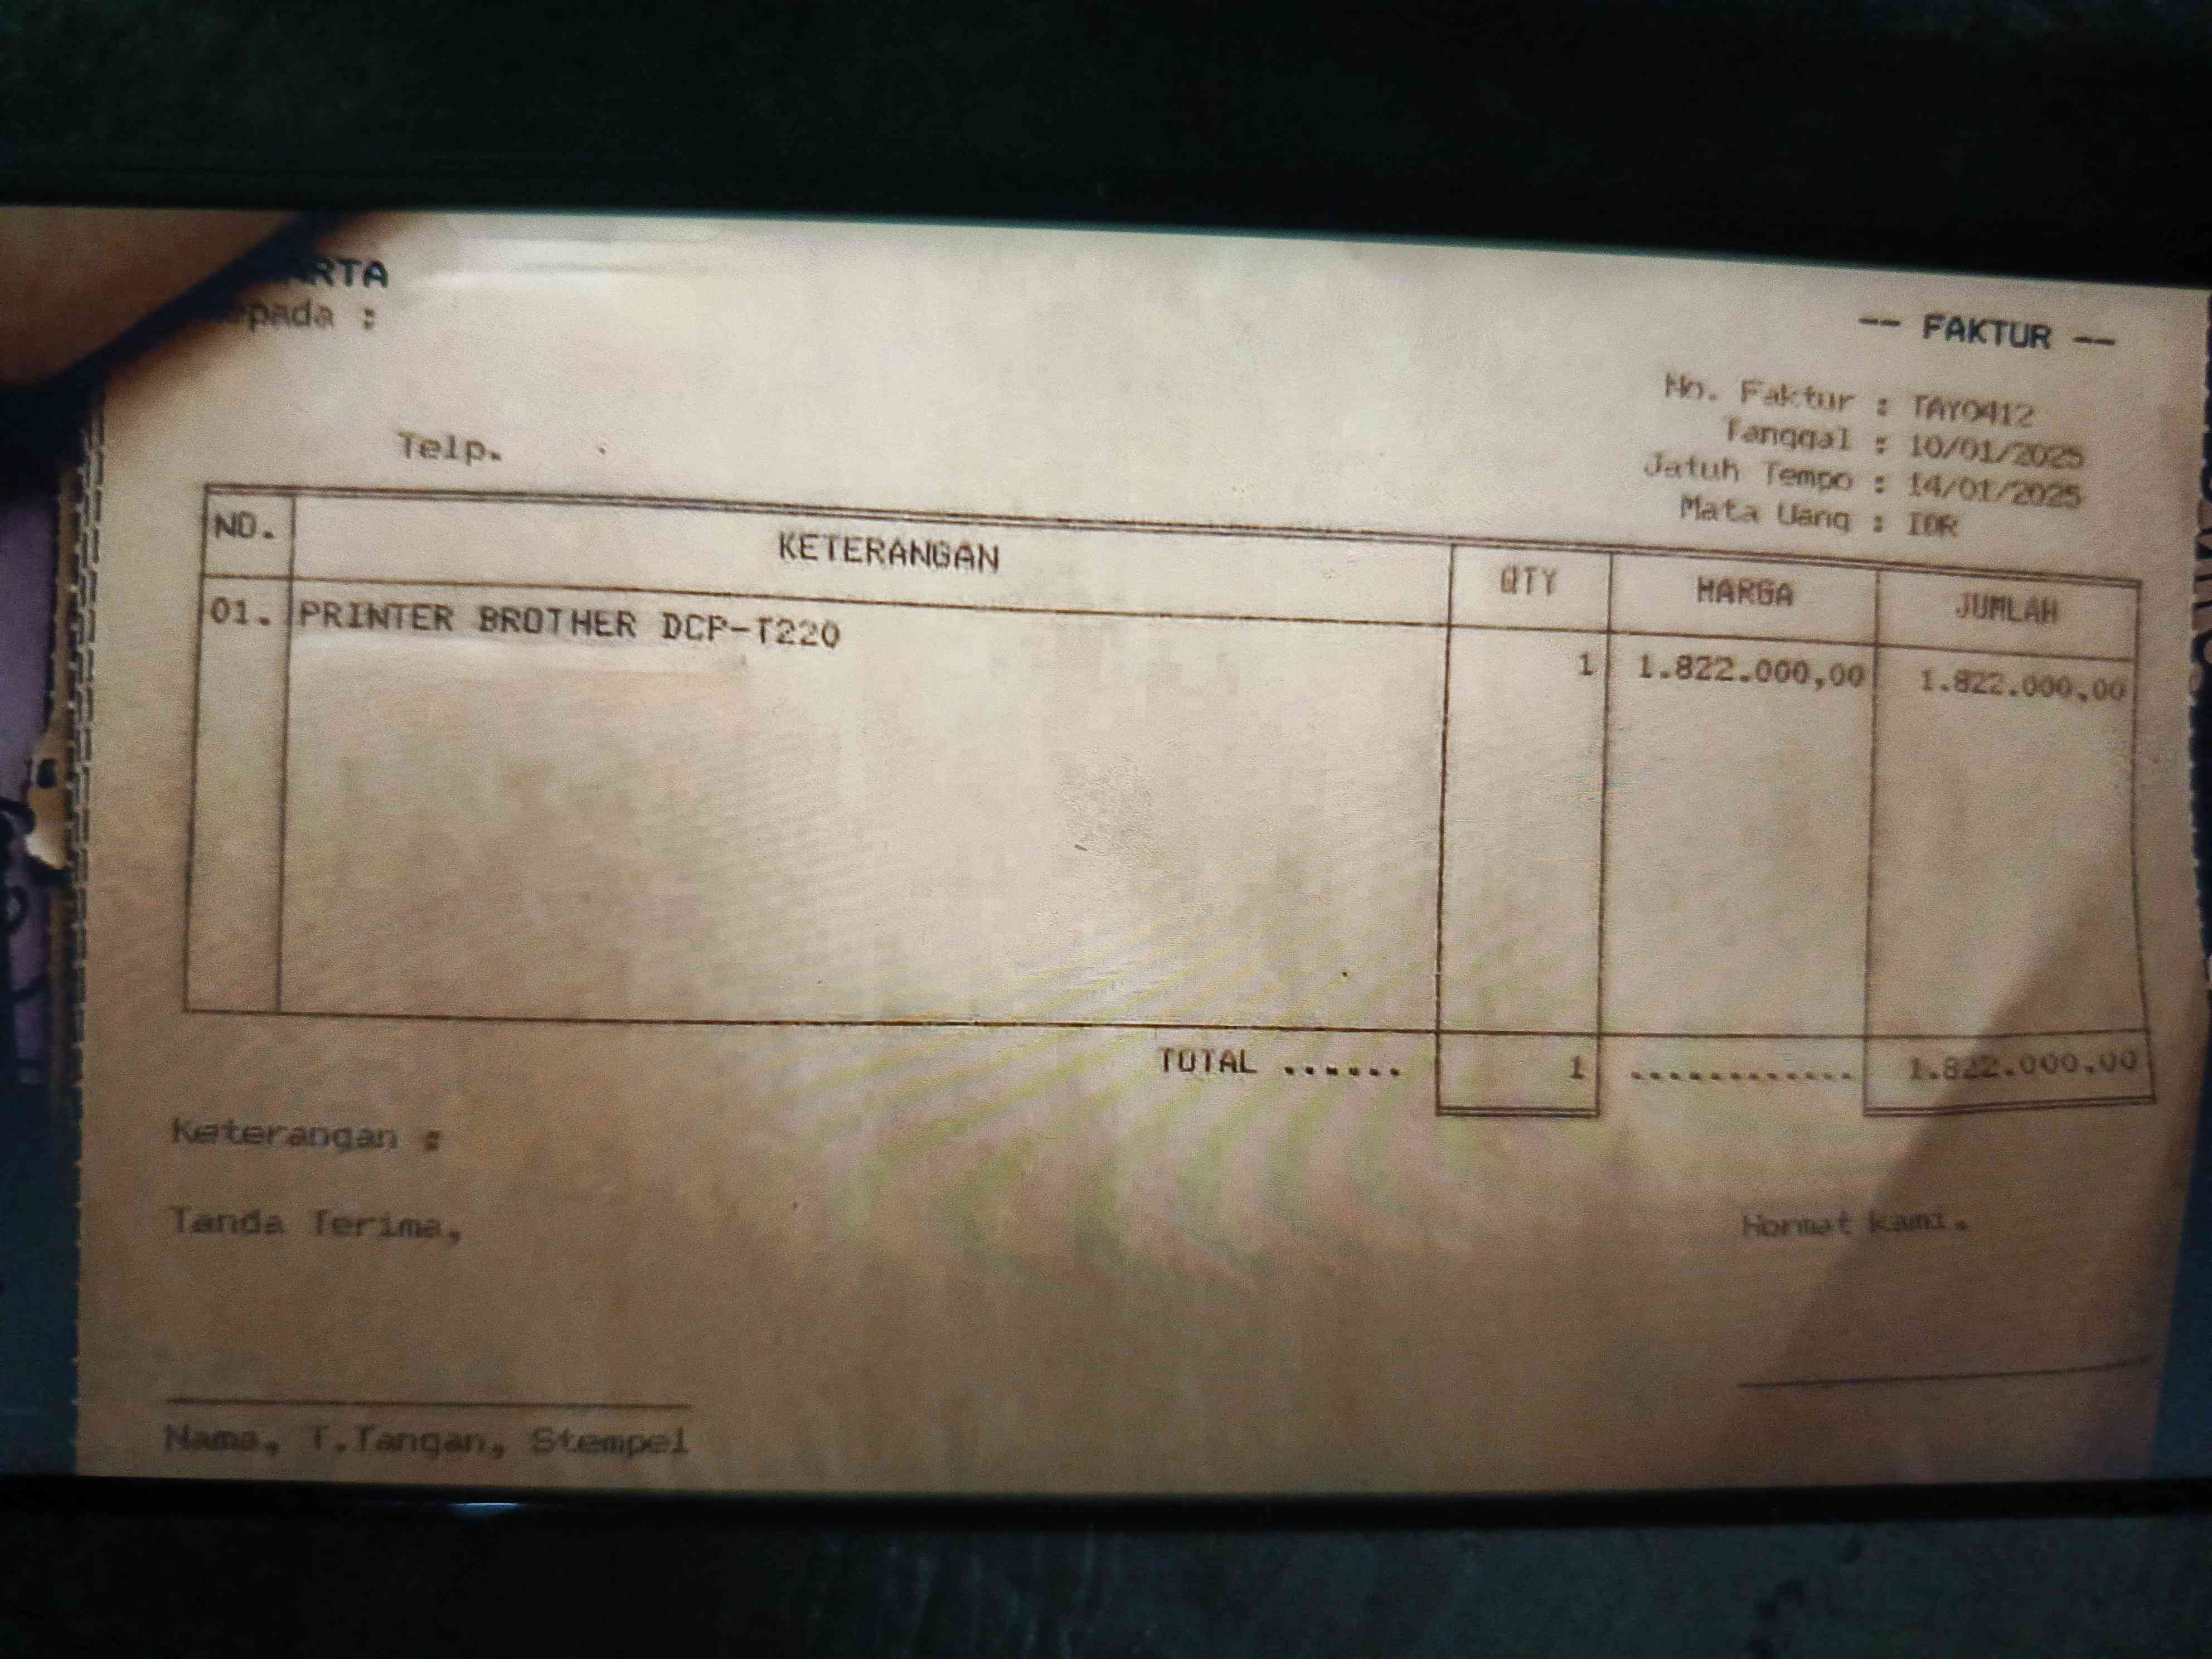 ARTA
epada :
-- FAKTUR --
No. Faktur : TAY0412
Tanggal : 10/01/2025
Jatuh Tempo : 14/01/2025
Mata Uang : IDR
Telp.
NO. KETERANGAN QTY HARGA JUMLAH
01. PRINTER BROTHER DCP-T220 1 1.822.000,00 1.822.000,00
TOTAL ...... 1 ............ 1.822.000,00
Keterangan :
Tanda Terima, Hormat kami.
Nama, T.Tangan, Stempel